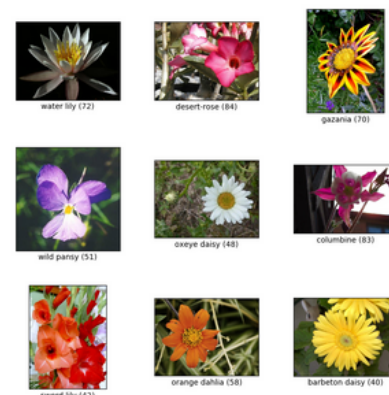 water lily (72)
desert-rose (84)
gazania (70)
wild pansy (51)
oxeye daisy (48)
columbine (83)
orange dahlia (58)
barbeton daisy (40)